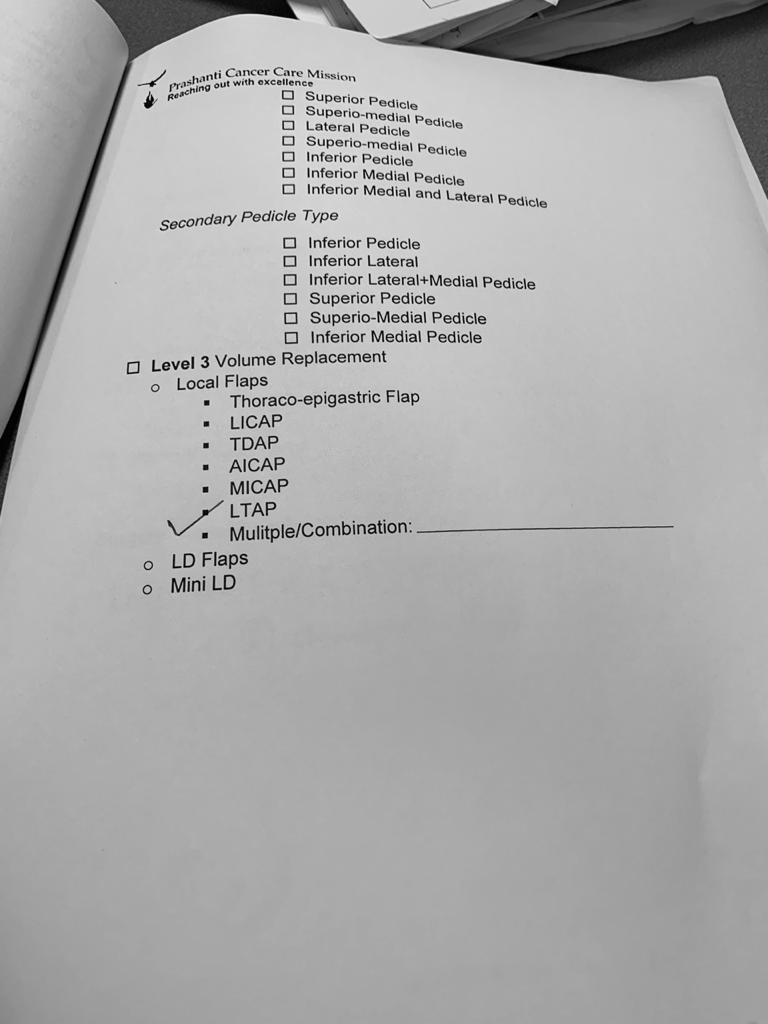 Prashanti Cancer Care Mission
Reaching out with excellence
☐ Superior Pedicle
☐ Superio-medial Pedicle
☐ Lateral Pedicle
☐ Superio-medial Pedicle
☐ Inferior Pedicle
☐ Inferior Medial Pedicle
☐ Inferior Medial and Lateral Pedicle
Secondary Pedicle Type
☐ Inferior Pedicle
☐ Inferior Lateral
☐ Inferior Lateral+Medial Pedicle
☐ Superior Pedicle
☐ Superio-Medial Pedicle
☐ Inferior Medial Pedicle
☐ Level 3 Volume Replacement
o Local Flaps
▪ Thoraco-epigastric Flap
▪ LICAP
▪ TDAP
▪ AICAP
▪ MICAP
▪ LTAP
▪ Mulitple/Combination: ____________________
o LD Flaps
o Mini LD